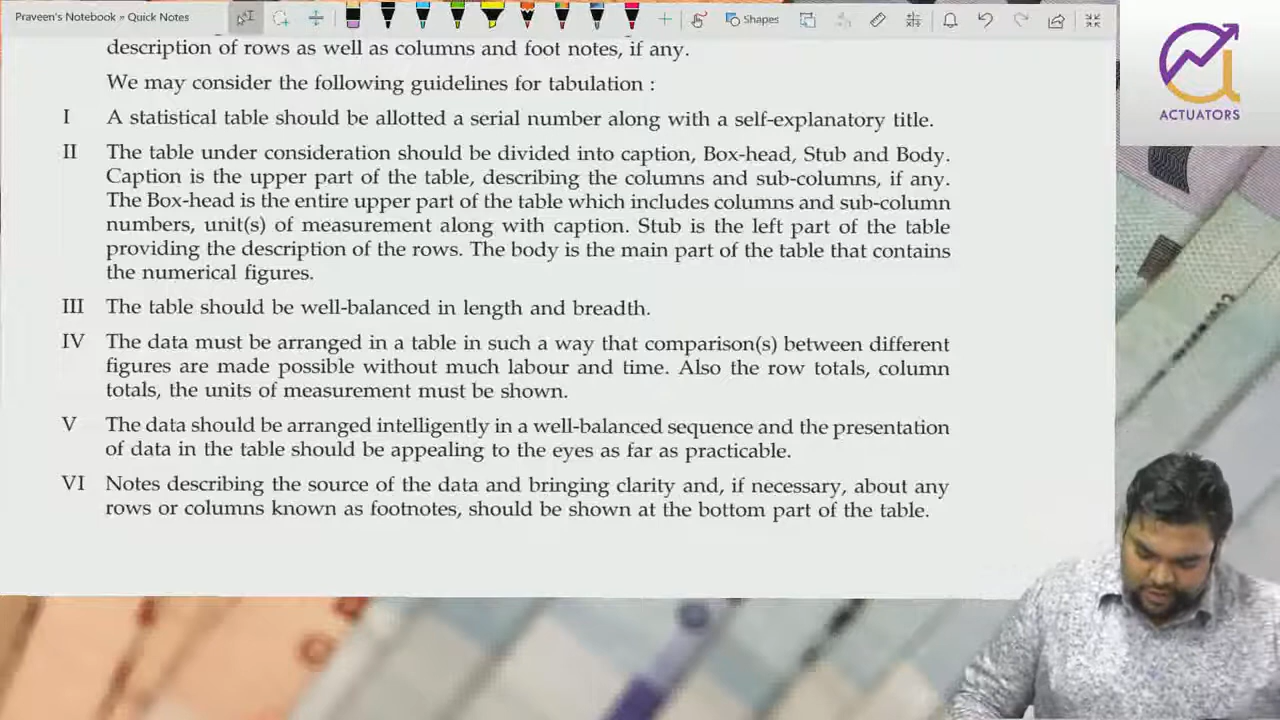 Praveen's Notebook » Quick Notes
Shapes
ACTUATORS
description of rows as well as columns and foot notes, if any.
We may consider the following guidelines for tabulation :
I A statistical table should be allotted a serial number along with a self-explanatory title.
II The table under consideration should be divided into caption, Box-head, Stub and Body.
Caption is the upper part of the table, describing the columns and sub-columns, if any.
The Box-head is the entire upper part of the table which includes columns and sub-column
numbers, unit(s) of measurement along with caption. Stub is the left part of the table
providing the description of the rows. The body is the main part of the table that contains
the numerical figures.
III The table should be well-balanced in length and breadth.
IV The data must be arranged in a table in such a way that comparison(s) between different
figures are made possible without much labour and time. Also the row totals, column
totals, the units of measurement must be shown.
V The data should be arranged intelligently in a well-balanced sequence and the presentation
of data in the table should be appealing to the eyes as far as practicable.
VI Notes describing the source of the data and bringing clarity and, if necessary, about any
rows or columns known as footnotes, should be shown at the bottom part of the table.